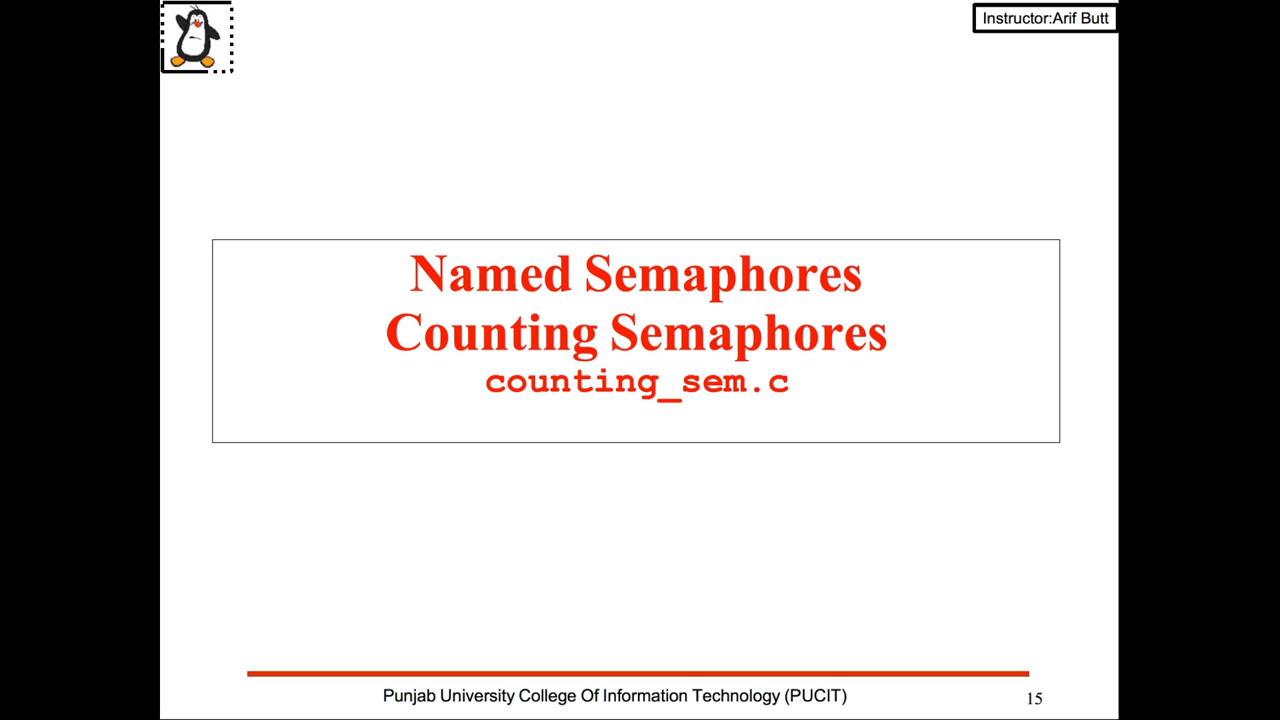 Instructor:Arif Butt
Named Semaphores
Counting Semaphores
counting_sem.c
Punjab University College Of Information Technology (PUCIT)
15